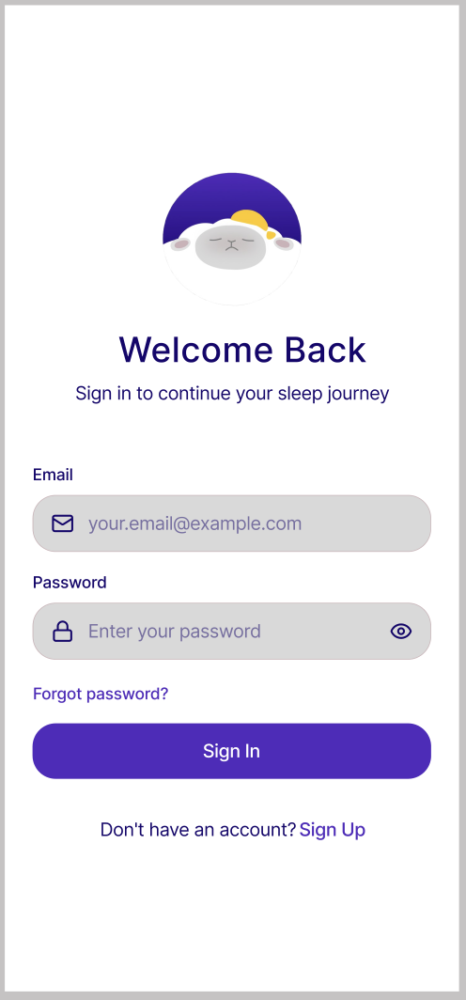 Welcome Back
Sign in to continue your sleep journey
Email
your.email@example.com
Password
Enter your password
Forgot password?
Sign In
Don't have an account? Sign Up